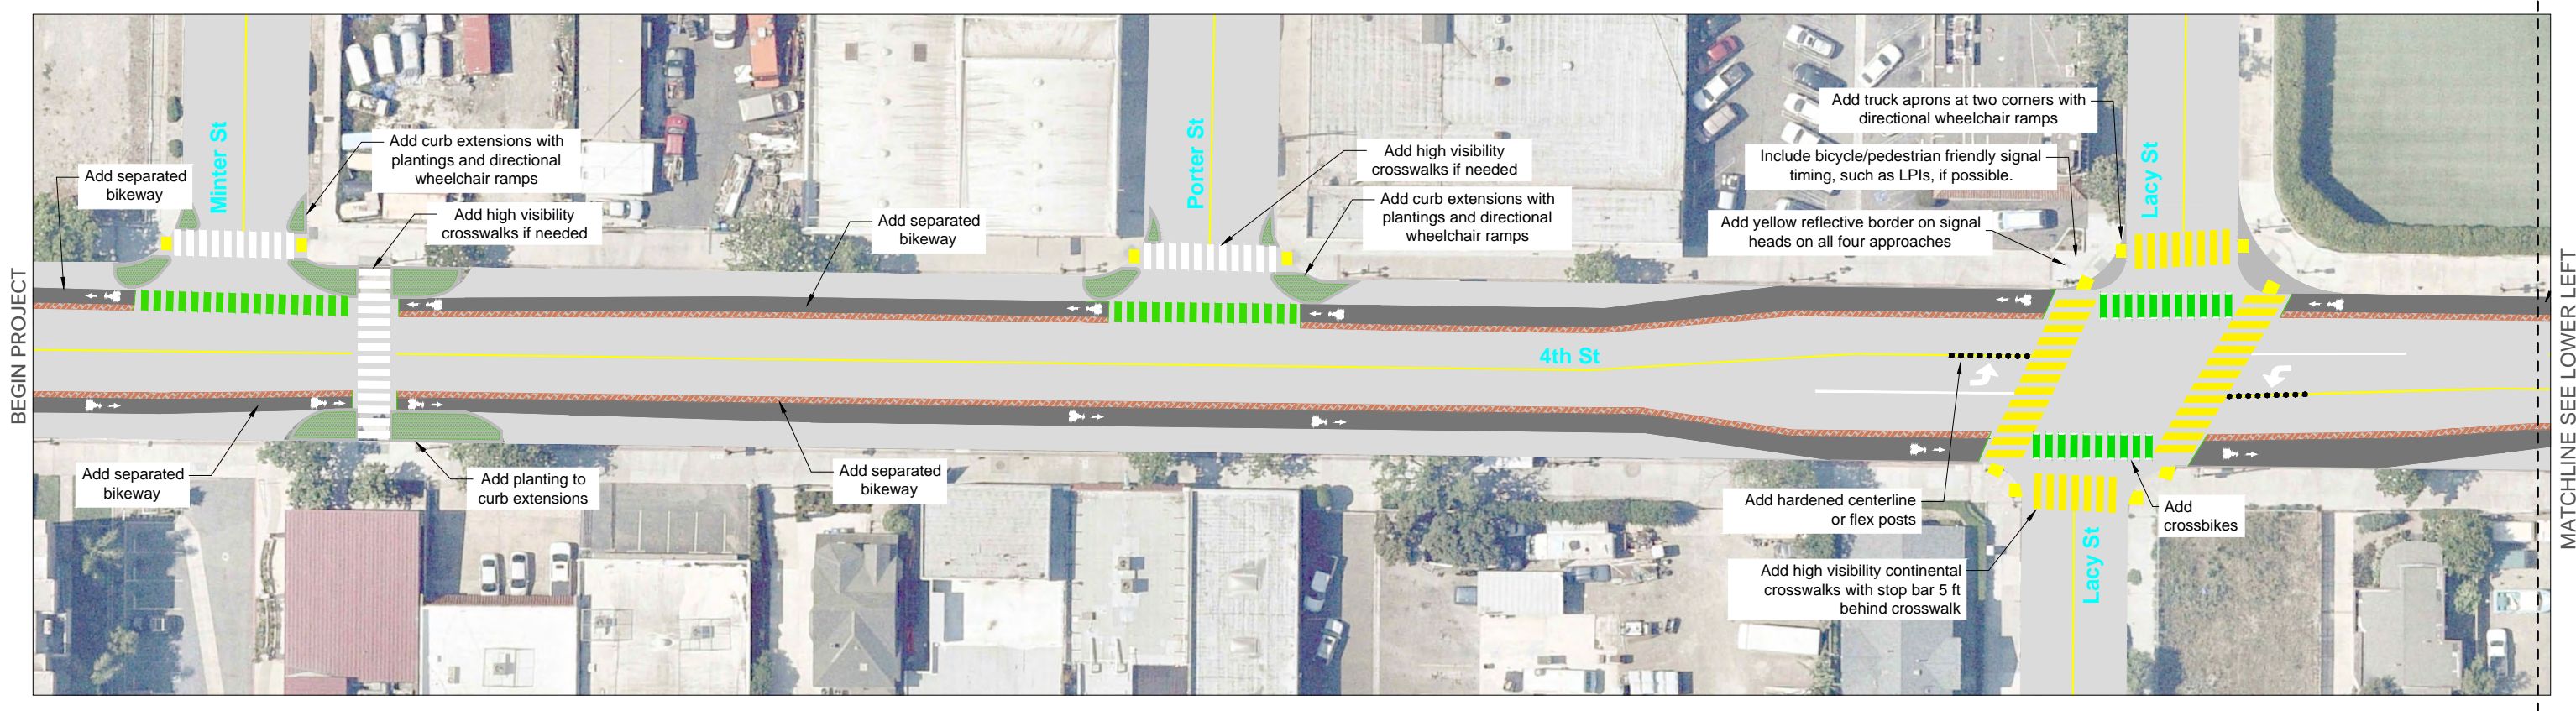 BEGIN PROJECT
Add separated
bikeway
Minter St
Add curb extensions with
plantings and directional
wheelchair ramps
Add high visibility
crosswalks if needed
Add separated
bikeway
Porter St
Add high visibility
crosswalks if needed
Add curb extensions with
plantings and directional
wheelchair ramps
Add truck aprons at two corners with
directional wheelchair ramps
Include bicycle/pedestrian friendly signal
timing, such as LPIs, if possible.
Add yellow reflective border on signal
heads on all four approaches
Lacy St
4th St
Add separated
bikeway
Add planting to
curb extensions
Add separated
bikeway
Add hardened centerline
or flex posts
Add high visibility continental
crosswalks with stop bar 5 ft
behind crosswalk
Lacy St
Add
crossbikes
MATCHLINE SEE LOWER LEFT